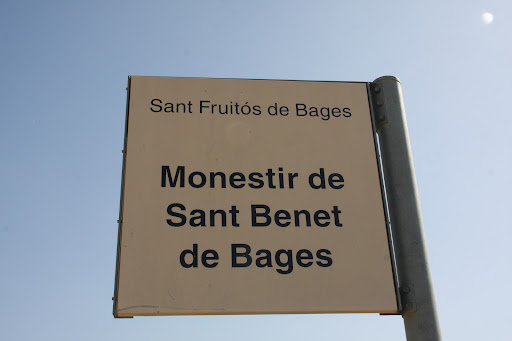 Sant Fruitós de Bages
Monestir de
Sant Benet
de Bages